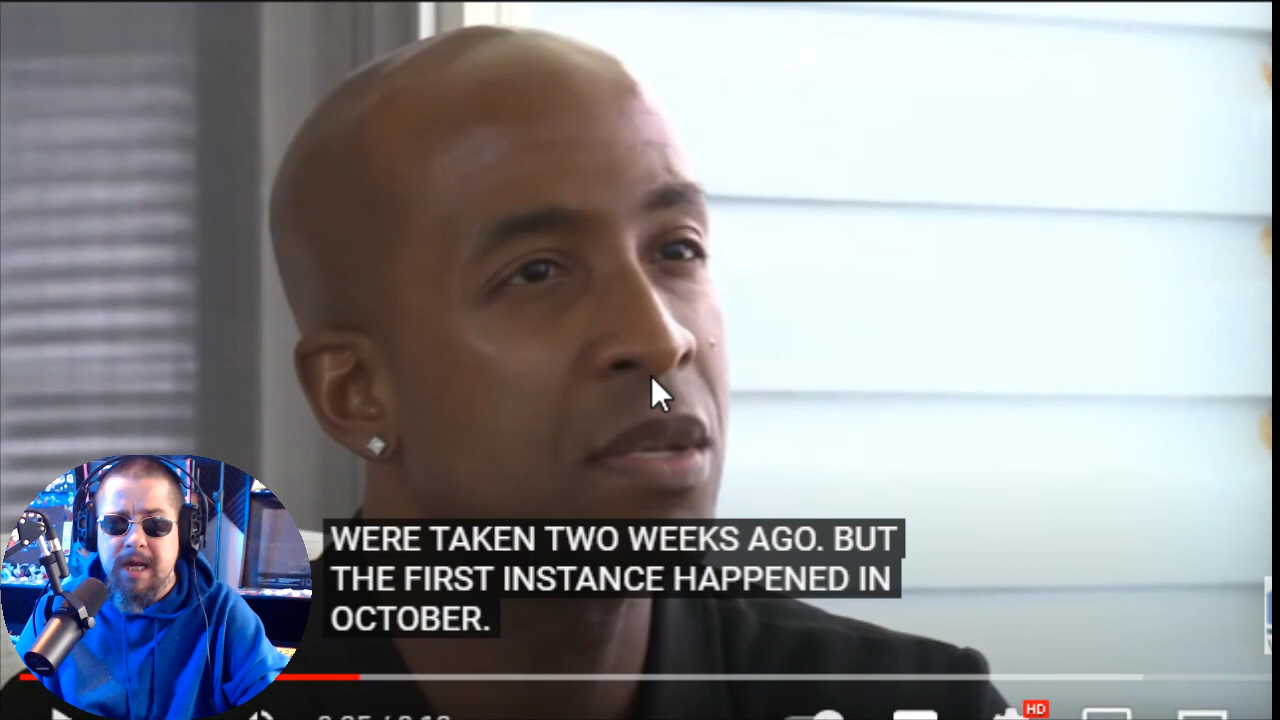 WERE TAKEN TWO WEEKS AGO. BUT
THE FIRST INSTANCE HAPPENED IN
OCTOBER.
HD